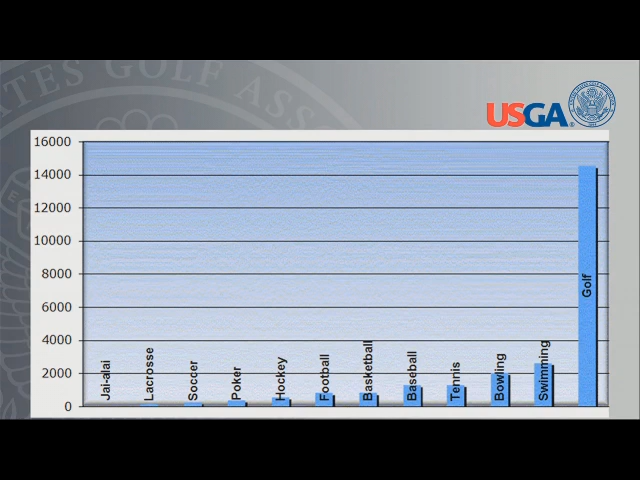 ATES GOLF ASS
USGA®
16000
14000
12000
10000
8000
6000
4000
2000
0
Jai-alai
Lacrosse
Soccer
Poker
Hockey
Football
Basketball
Baseball
Tennis
Bowling
Swimming
Golf